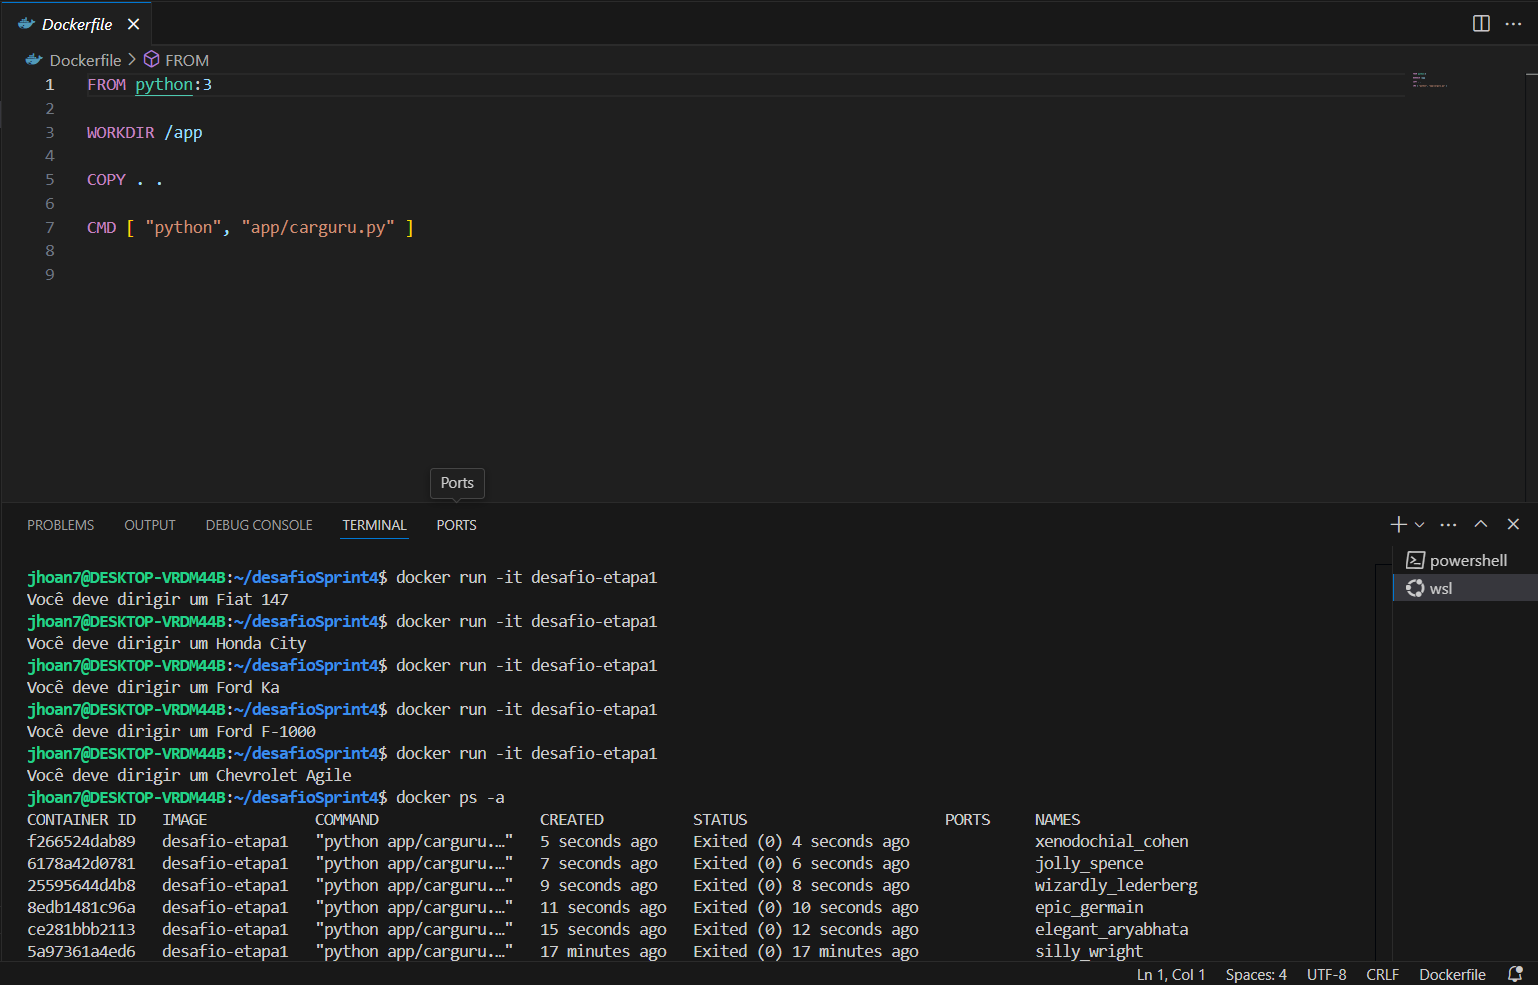 Dockerfile
Dockerfile > FROM
1 FROM python:3
2
3 WORKDIR /app
4
5 COPY . .
6
7 CMD [ "python", "app/carguru.py" ]
8
9
Ports
PROBLEMS OUTPUT DEBUG CONSOLE TERMINAL PORTS
powershell
wsl
jhoan7@DESKTOP-VRDM44B:~/desafioSprint4$ docker run -it desafio-etapa1
Você deve dirigir um Fiat 147
jhoan7@DESKTOP-VRDM44B:~/desafioSprint4$ docker run -it desafio-etapa1
Você deve dirigir um Honda City
jhoan7@DESKTOP-VRDM44B:~/desafioSprint4$ docker run -it desafio-etapa1
Você deve dirigir um Ford Ka
jhoan7@DESKTOP-VRDM44B:~/desafioSprint4$ docker run -it desafio-etapa1
Você deve dirigir um Ford F-1000
jhoan7@DESKTOP-VRDM44B:~/desafioSprint4$ docker run -it desafio-etapa1
Você deve dirigir um Chevrolet Agile
jhoan7@DESKTOP-VRDM44B:~/desafioSprint4$ docker ps -a
CONTAINER ID IMAGE COMMAND CREATED STATUS PORTS NAMES
f266524dab89 desafio-etapa1 "python app/carguru.…" 5 seconds ago Exited (0) 4 seconds ago xenodochial_cohen
6178a42d0781 desafio-etapa1 "python app/carguru.…" 7 seconds ago Exited (0) 6 seconds ago jolly_spence
25595644d4b8 desafio-etapa1 "python app/carguru.…" 9 seconds ago Exited (0) 8 seconds ago wizardly_lederberg
8edb1481c96a desafio-etapa1 "python app/carguru.…" 11 seconds ago Exited (0) 10 seconds ago epic_germain
ce281bbb2113 desafio-etapa1 "python app/carguru.…" 15 seconds ago Exited (0) 12 seconds ago elegant_aryabhata
5a97361a4ed6 desafio-etapa1 "python app/carguru.…" 17 minutes ago Exited (0) 17 minutes ago silly_wright
Ln 1, Col 1 Spaces: 4 UTF-8 CRLF Dockerfile